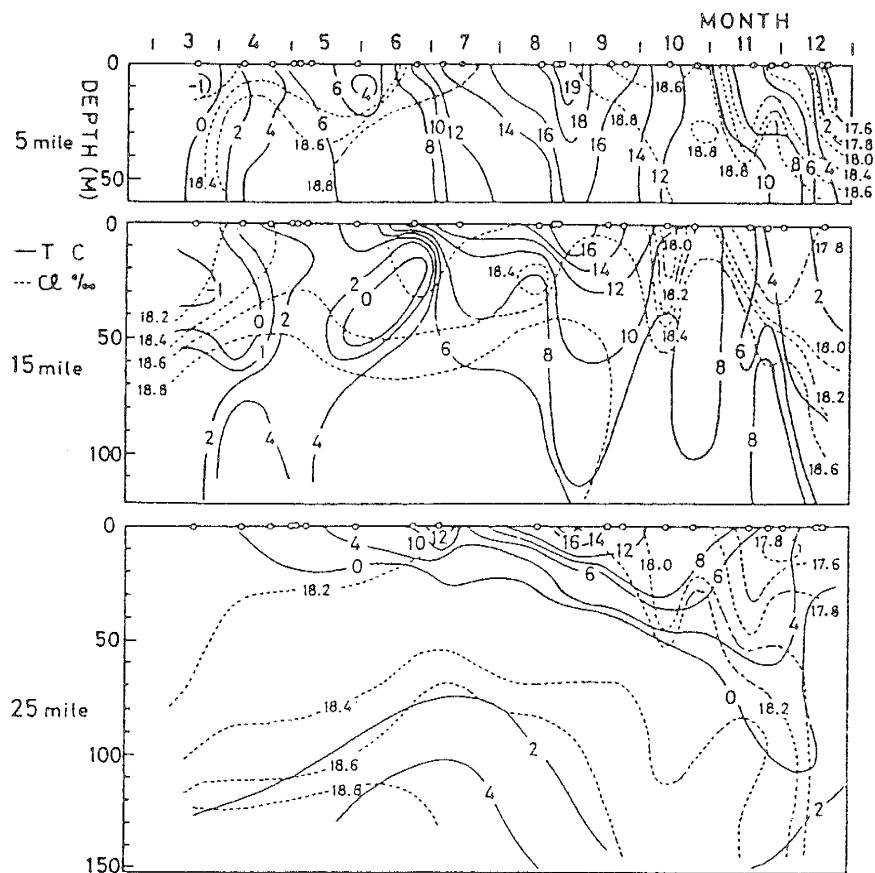 MONTH
3 4 5 6 7 8 9 10 11 12
0
50
DEPTH (M)
5 mile
-1 0 2 4 6 4 6 8 10 12 14 16 19 18 16 14 12 10 8 6 4 2
18.4 18.6 18.8 18.8 18.6 18.8 18.8 17.6 17.8 18.0 18.4 18.6
— T C
--- Cl ‰
0
50
100
15 mile
1 0 1 2 2 4 4 2 0 6 8 10 12 14 16 8 6 8 4 2
18.2 18.4 18.6 18.8 18.4 18.0 18.2 18.4 17.8 18.0 18.2 18.6
0
50
100
150
25 mile
0 4 10 12 16 14 12 6 8 6 4 0 2 4 2
18.2 18.4 18.6 18.8 18.0 17.8 17.6 17.8 18.2